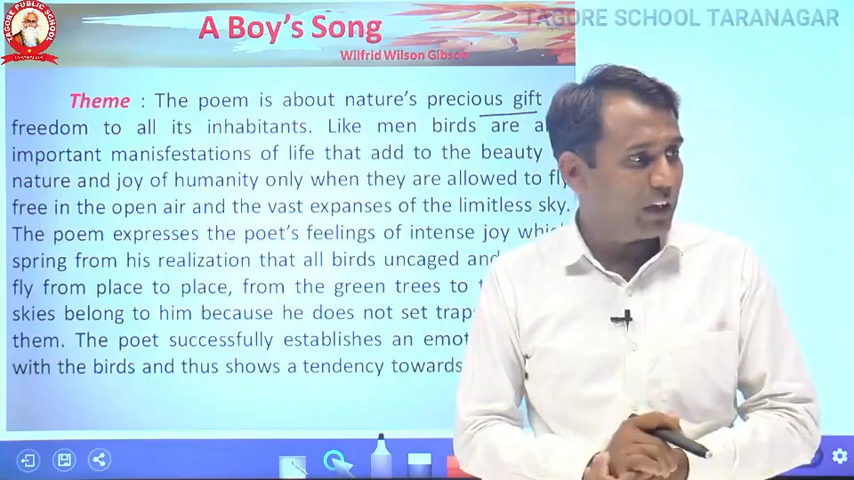 TAGORE PUBLIC SCHOOL
TARANAGAR
TAGORE SCHOOL TARANAGAR
A Boy's Song
Wilfrid Wilson Gibson
Theme : The poem is about nature's precious gift
freedom to all its inhabitants. Like men birds are
important manisfestations of life that add to the beauty
nature and joy of humanity only when they are allowed to fly
free in the open air and the vast expanses of the limitless sky.
The poem expresses the poet's feelings of intense joy which
spring from his realization that all birds uncaged and
fly from place to place, from the green trees to
skies belong to him because he does not set traps
them. The poet successfully establishes an
with the birds and thus shows a tendency towards